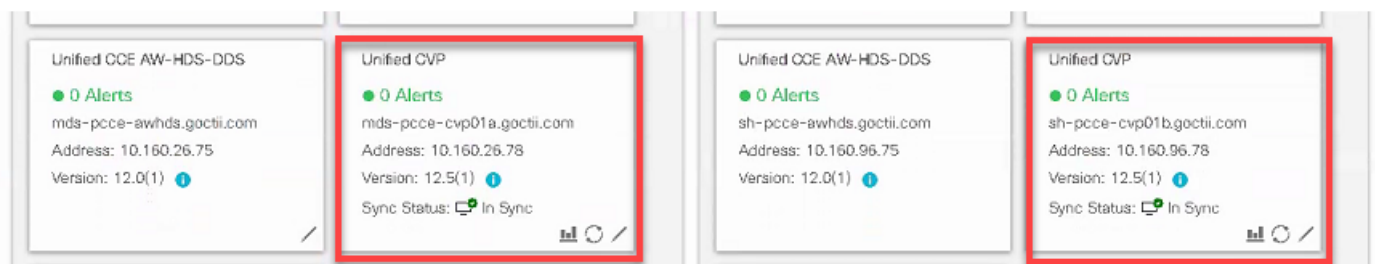 Unified CCE AW-HDS-DDS
0 Alerts
mds-pcce-awhds.goctii.com
Address: 10.160.26.75
Version: 12.0(1)
Unified CVP
0 Alerts
mds-pcce-cvp01a.goctii.com
Address: 10.160.26.78
Version: 12.5(1)
Sync Status: In Sync
Unified CCE AW-HDS-DDS
0 Alerts
sh-pcce-awhds.goctii.com
Address: 10.160.96.75
Version: 12.0(1)
Unified CVP
0 Alerts
sh-pcce-cvp01b.goctii.com
Address: 10.160.96.78
Version: 12.5(1)
Sync Status: In Sync